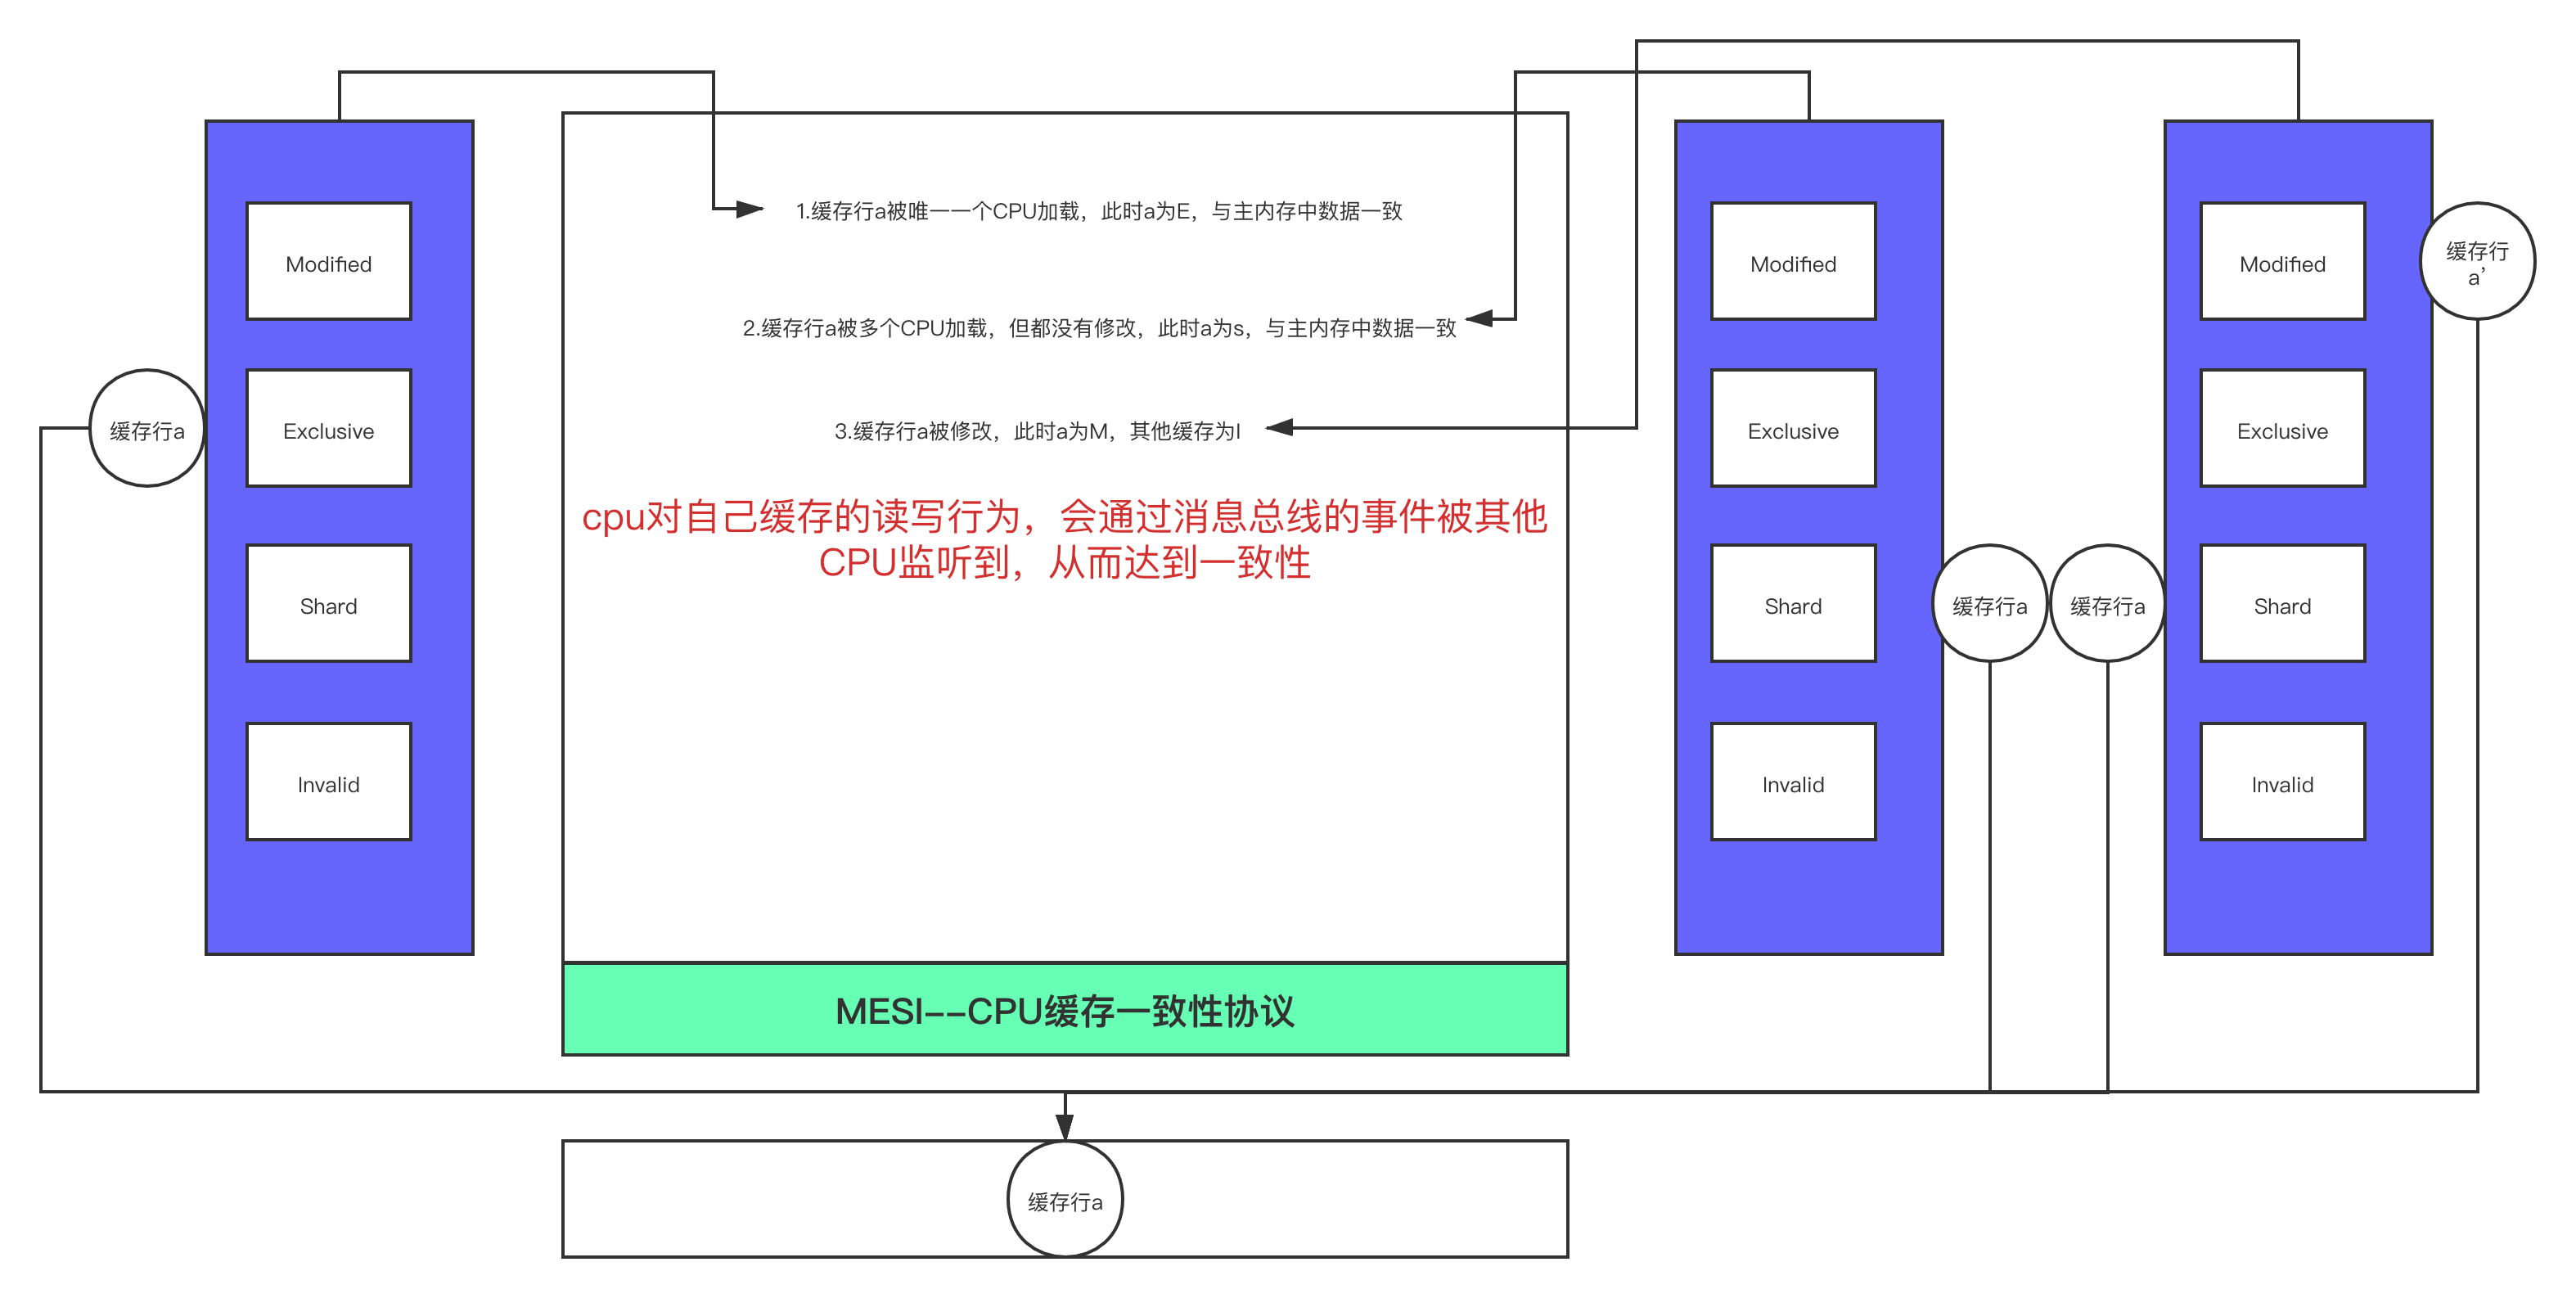 1.缓存行a被唯一一个CPU加载，此时a为E，与主内存中数据一致
Modified
Modified
Modified
缓存行
a’
2.缓存行a被多个CPU加载，但都没有修改，此时a为s，与主内存中数据一致
缓存行a
Exclusive
3.缓存行a被修改，此时a为M，其他缓存为I
Exclusive
Exclusive
cpu对自己缓存的读写行为，会通过消息总线的事件被其他
CPU监听到，从而达到一致性
Shard
Shard
缓存行a
缓存行a
Shard
Invalid
Invalid
Invalid
MESI--CPU缓存一致性协议
缓存行a